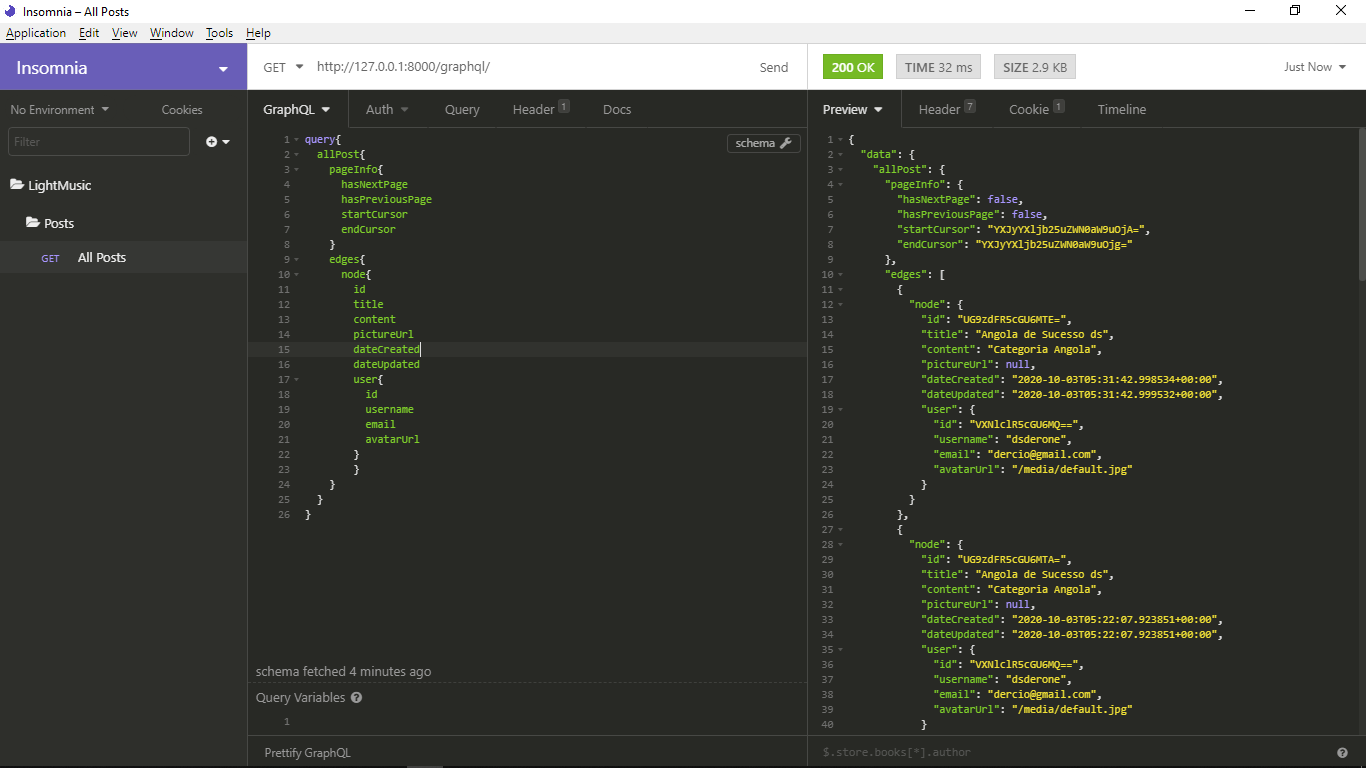 Insomnia – All Posts
Application Edit View Window Tools Help
Insomnia
GET http://127.0.0.1:8000/graphql/ Send
200 OK TIME 32 ms SIZE 2.9 KB Just Now
No Environment Cookies
Filter
LightMusic
Posts
GET All Posts
GraphQL Auth Query Header 1 Docs
schema
1 query{
2 allPost{
3 pageInfo{
4 hasNextPage
5 hasPreviousPage
6 startCursor
7 endCursor
8 }
9 edges{
10 node{
11 id
12 title
13 content
14 pictureUrl
15 dateCreated
16 dateUpdated
17 user{
18 id
19 username
20 email
21 avatarUrl
22 }
23 }
24 }
25 }
26 }
schema fetched 4 minutes ago
Query Variables
1
Prettify GraphQL
Preview Header 7 Cookie 1 Timeline
1 {
2 "data": {
3 "allPost": {
4 "pageInfo": {
5 "hasNextPage": false,
6 "hasPreviousPage": false,
7 "startCursor": "YXJyYXljb25uZWN0aW9uOjA=",
8 "endCursor": "YXJyYXljb25uZWN0aW9uOjg="
9 },
10 "edges": [
11 {
12 "node": {
13 "id": "UG9zdFR5cGU6MTE=",
14 "title": "Angola de Sucesso ds",
15 "content": "Categoria Angola",
16 "pictureUrl": null,
17 "dateCreated": "2020-10-03T05:31:42.998534+00:00",
18 "dateUpdated": "2020-10-03T05:31:42.999532+00:00",
19 "user": {
20 "id": "VXNlclR5cGU6MQ==",
21 "username": "dsderone",
22 "email": "dercio@gmail.com",
23 "avatarUrl": "/media/default.jpg"
24 }
25 }
26 },
27 {
28 "node": {
29 "id": "UG9zdFR5cGU6MTA=",
30 "title": "Angola de Sucesso ds",
31 "content": "Categoria Angola",
32 "pictureUrl": null,
33 "dateCreated": "2020-10-03T05:22:07.923851+00:00",
34 "dateUpdated": "2020-10-03T05:22:07.923851+00:00",
35 "user": {
36 "id": "VXNlclR5cGU6MQ==",
37 "username": "dsderone",
38 "email": "dercio@gmail.com",
39 "avatarUrl": "/media/default.jpg"
40 }
$.store.books[*].author